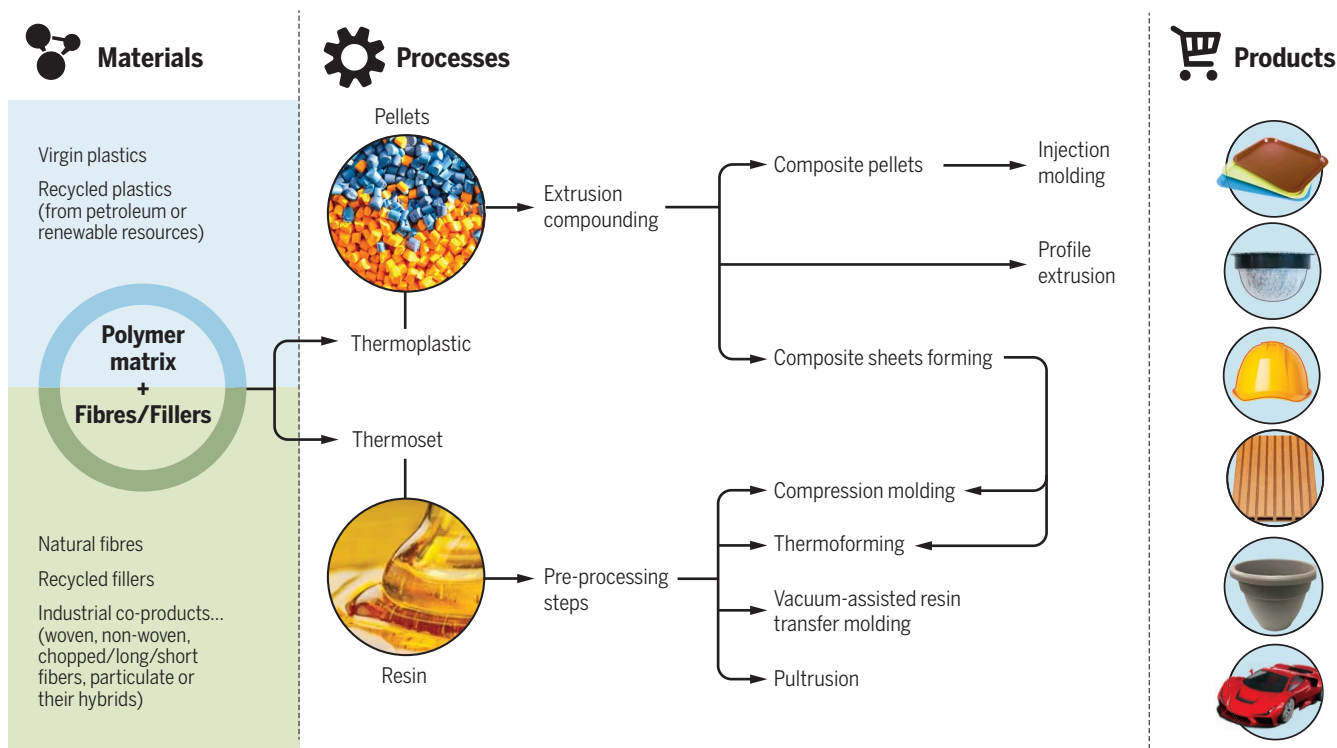 Materials
Processes
Products
Virgin plastics
Recycled plastics
(from petroleum or
renewable resources)
Polymer
matrix
+
Fibres/Fillers
Natural fibres
Recycled fillers
Industrial co-products...
(woven, non-woven,
chopped/long/short
fibers, particulate or
their hybrids)
Pellets
Thermoplastic
Thermoset
Resin
Extrusion
compounding
Composite pellets
Injection
molding
Profile
extrusion
Composite sheets forming
Pre-processing
steps
Compression molding
Thermoforming
Vacuum-assisted resin
transfer molding
Pultrusion